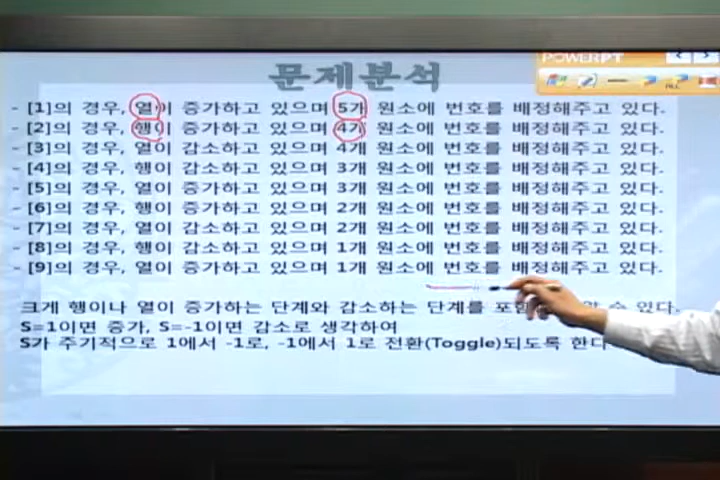 문제분석
POWERPT
ALL
- [1]의 경우, 열이 증가하고 있으며 5개 원소에 번호를 배정해주고 있다.
- [2]의 경우, 행이 증가하고 있으며 4개 원소에 번호를 배정해주고 있다.
- [3]의 경우, 열이 감소하고 있으며 4개 원소에 번호를 배정해주고 있다.
- [4]의 경우, 행이 감소하고 있으며 3개 원소에 번호를 배정해주고 있다.
- [5]의 경우, 열이 증가하고 있으며 3개 원소에 번호를 배정해주고 있다.
- [6]의 경우, 행이 증가하고 있으며 2개 원소에 번호를 배정해주고 있다.
- [7]의 경우, 열이 감소하고 있으며 2개 원소에 번호를 배정해주고 있다.
- [8]의 경우, 행이 감소하고 있으며 1개 원소에 번호를 배정해주고 있다.
- [9]의 경우, 열이 증가하고 있으며 1개 원소에 번호를 배정해주고 있다.
크게 행이나 열이 증가하는 단계와 감소하는 단계를 알 수 있다.
S=1이면 증가, S=-1이면 감소로 생각하여
S가 주기적으로 1에서 -1로, -1에서 1로 전환(Toggle)되도록 한다